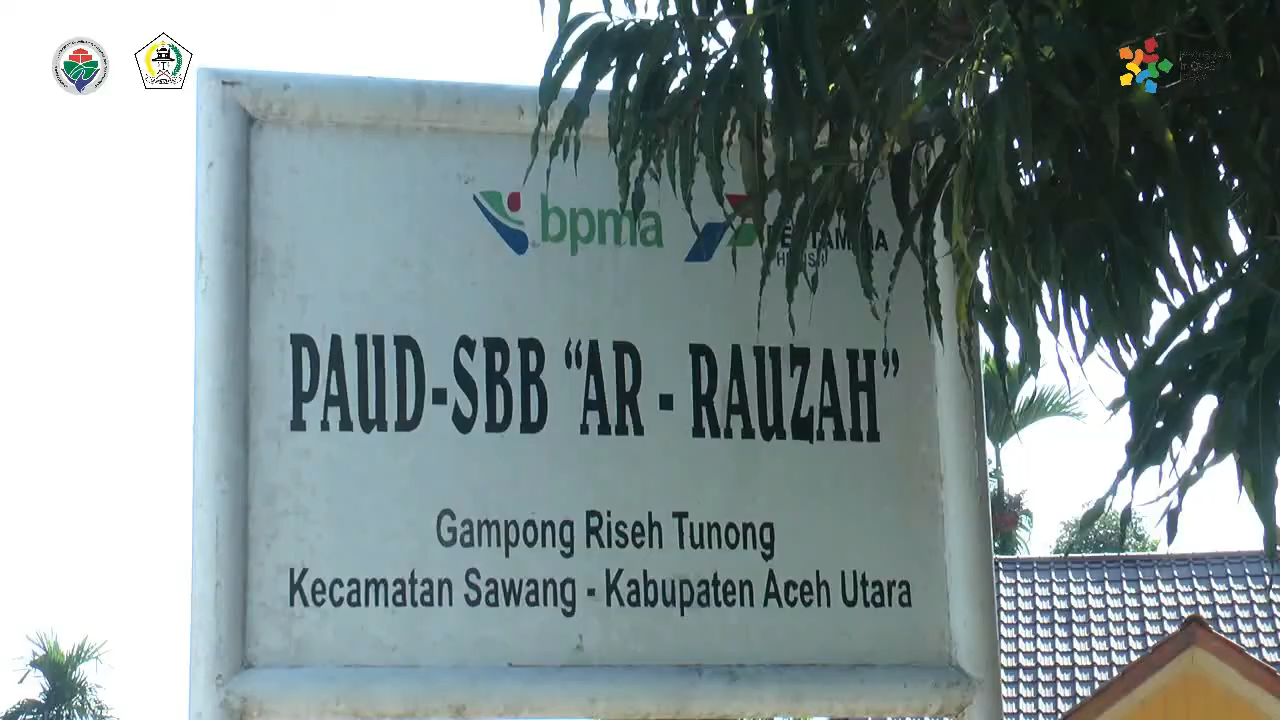 bpma
PAUD-SBB “AR - RAUZAH”
Gampong Riseh Tunong
Kecamatan Sawang - Kabupaten Aceh Utara